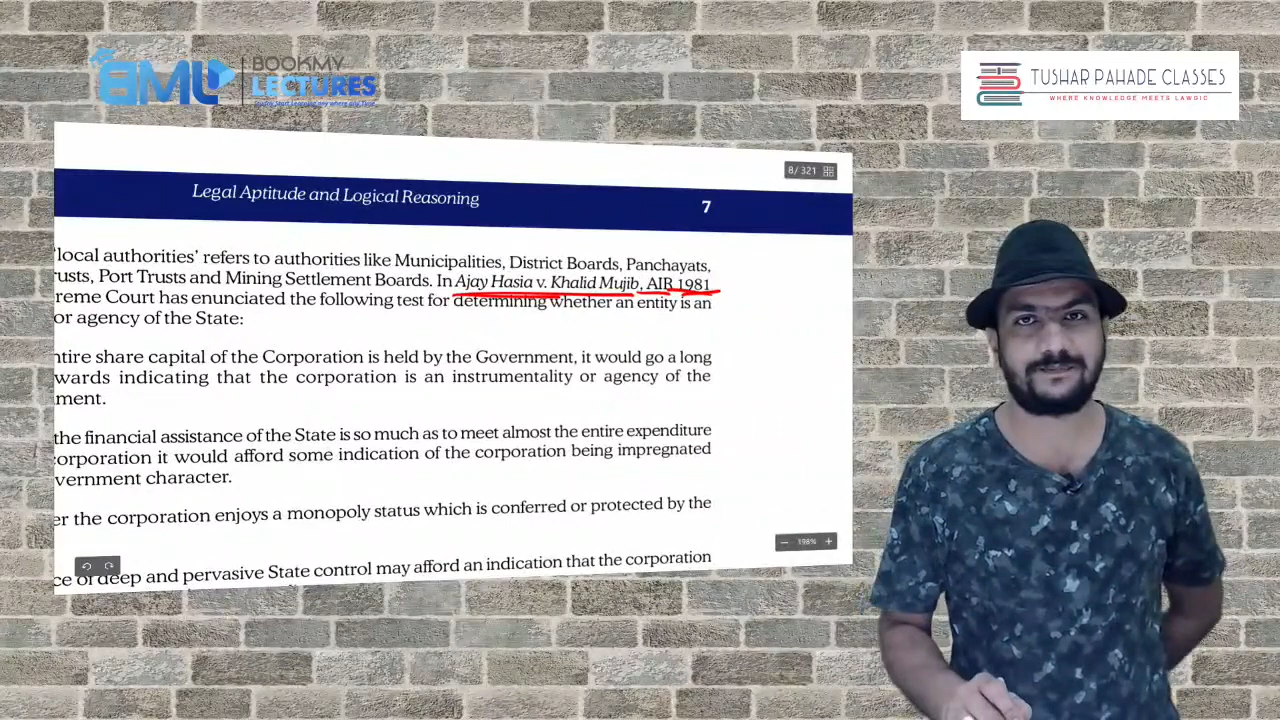 BML
BOOKMY
LECTURES
TUSHAR PAHADE CLASSES
WHERE KNOWLEDGE MEETS LAWGIC
8/ 321
Legal Aptitude and Logical Reasoning 7
'local authorities' refers to authorities like Municipalities, District Boards, Panchayats,
rusts, Port Trusts and Mining Settlement Boards. In Ajay Hasia v. Khalid Mujib, AIR 1981
reme Court has enunciated the following test for determining whether an entity is an
or agency of the State:
ntire share capital of the Corporation is held by the Government, it would go a long
wards indicating that the corporation is an instrumentality or agency of the
ment.
the financial assistance of the State is so much as to meet almost the entire expenditure
corporation it would afford some indication of the corporation being impregnated
vernment character.
er the corporation enjoys a monopoly status which is conferred or protected by the
198%
ce of deep and pervasive State control may afford an indication that the corporation